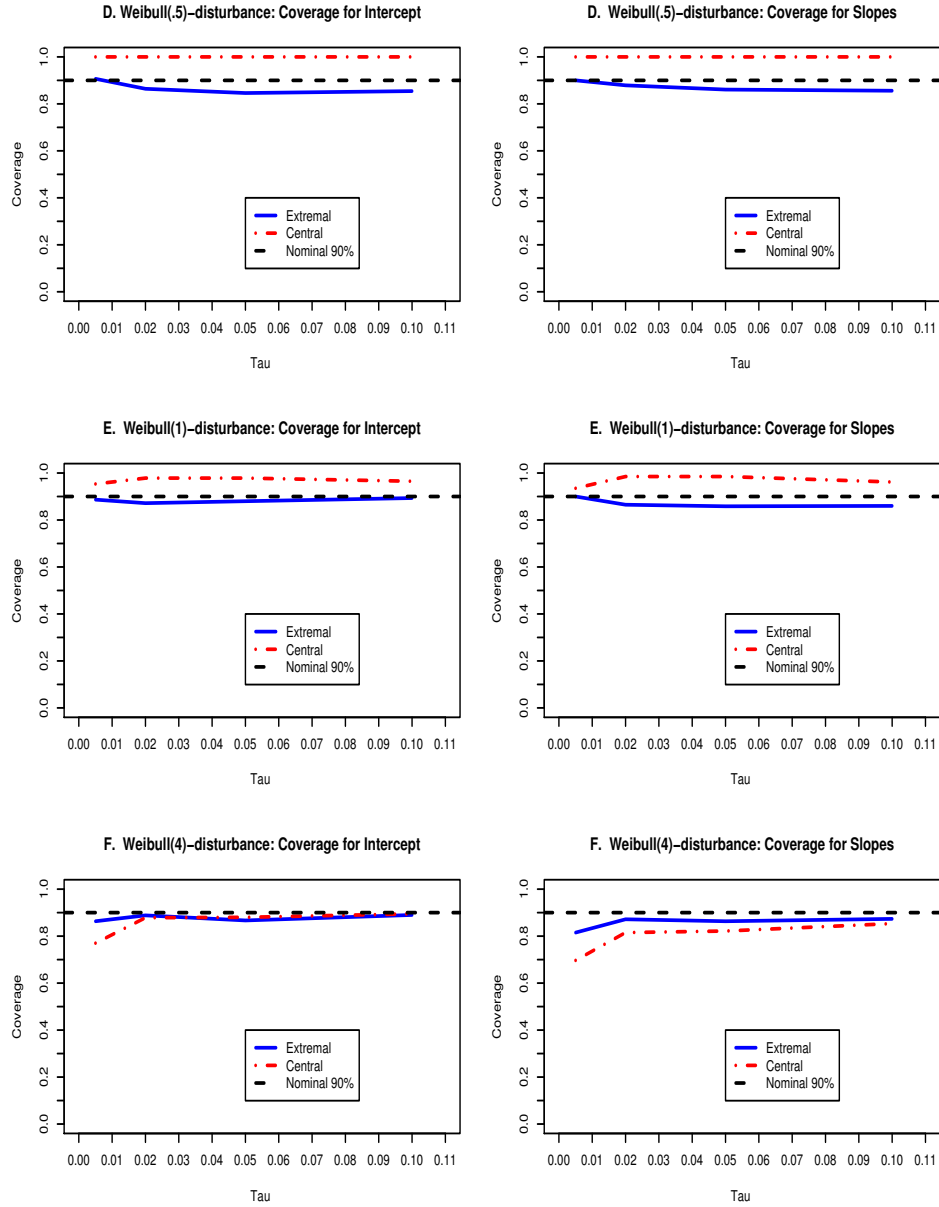 D. Weibull(.5)−disturbance: Coverage for Intercept
Coverage
0.0 0.2 0.4 0.6 0.8 1.0
Extremal
Central
Nominal 90%
0.00 0.01 0.02 0.03 0.04 0.05 0.06 0.07 0.08 0.09 0.10 0.11
Tau
D. Weibull(.5)−disturbance: Coverage for Slopes
Coverage
0.0 0.2 0.4 0.6 0.8 1.0
Extremal
Central
Nominal 90%
0.00 0.01 0.02 0.03 0.04 0.05 0.06 0.07 0.08 0.09 0.10 0.11
Tau
E. Weibull(1)−disturbance: Coverage for Intercept
Coverage
0.0 0.2 0.4 0.6 0.8 1.0
Extremal
Central
Nominal 90%
0.00 0.01 0.02 0.03 0.04 0.05 0.06 0.07 0.08 0.09 0.10 0.11
Tau
E. Weibull(1)−disturbance: Coverage for Slopes
Coverage
0.0 0.2 0.4 0.6 0.8 1.0
Extremal
Central
Nominal 90%
0.00 0.01 0.02 0.03 0.04 0.05 0.06 0.07 0.08 0.09 0.10 0.11
Tau
F. Weibull(4)−disturbance: Coverage for Intercept
Coverage
0.0 0.2 0.4 0.6 0.8 1.0
Extremal
Central
Nominal 90%
0.00 0.01 0.02 0.03 0.04 0.05 0.06 0.07 0.08 0.09 0.10 0.11
Tau
F. Weibull(4)−disturbance: Coverage for Slopes
Coverage
0.0 0.2 0.4 0.6 0.8 1.0
Extremal
Central
Nominal 90%
0.00 0.01 0.02 0.03 0.04 0.05 0.06 0.07 0.08 0.09 0.10 0.11
Tau